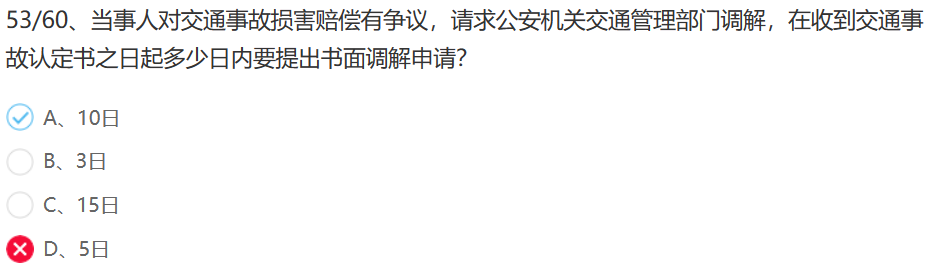 53/60、当事人对交通事故损害赔偿有争议，请求公安机关交通管理部门调解，在收到交通事
故认定书之日起多少日内要提出书面调解申请？
A、10日
B、3日
C、15日
D、5日